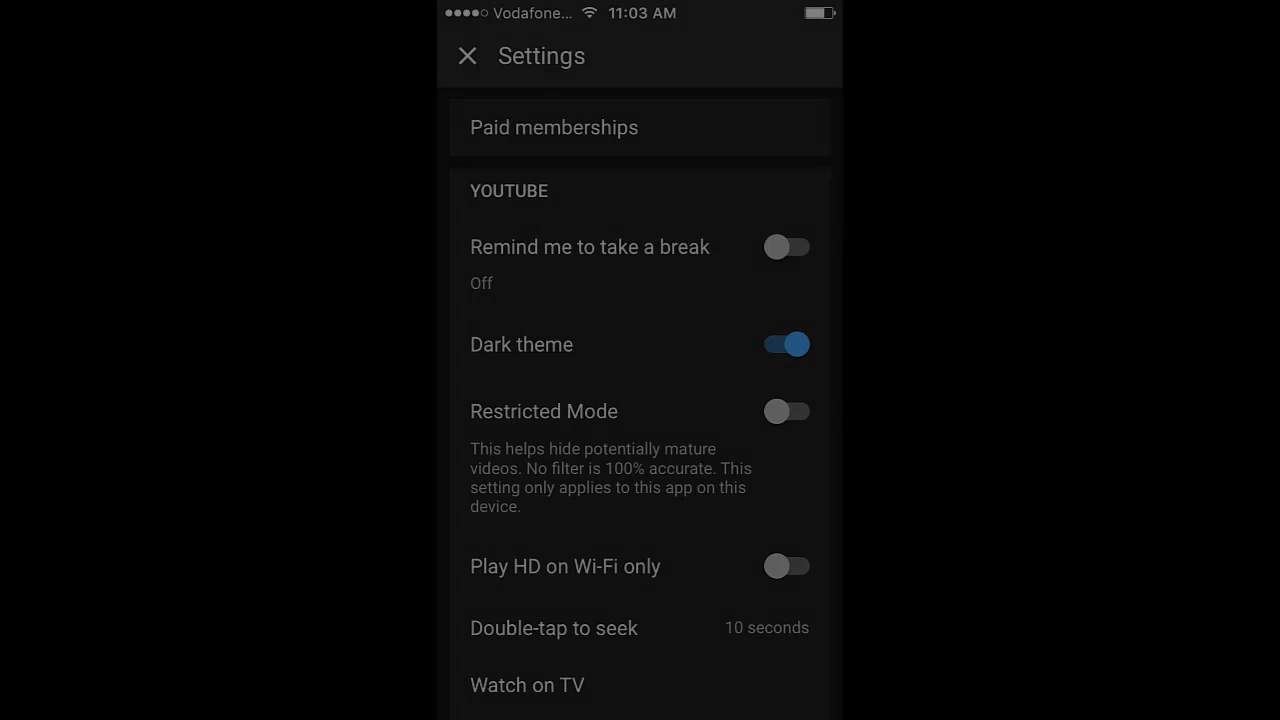 Vodafone... 11:03 AM
Settings
Paid memberships
YOUTUBE
Remind me to take a break
Off
Dark theme
Restricted Mode
This helps hide potentially mature
videos. No filter is 100% accurate. This
setting only applies to this app on this
device.
Play HD on Wi-Fi only
Double-tap to seek 10 seconds
Watch on TV